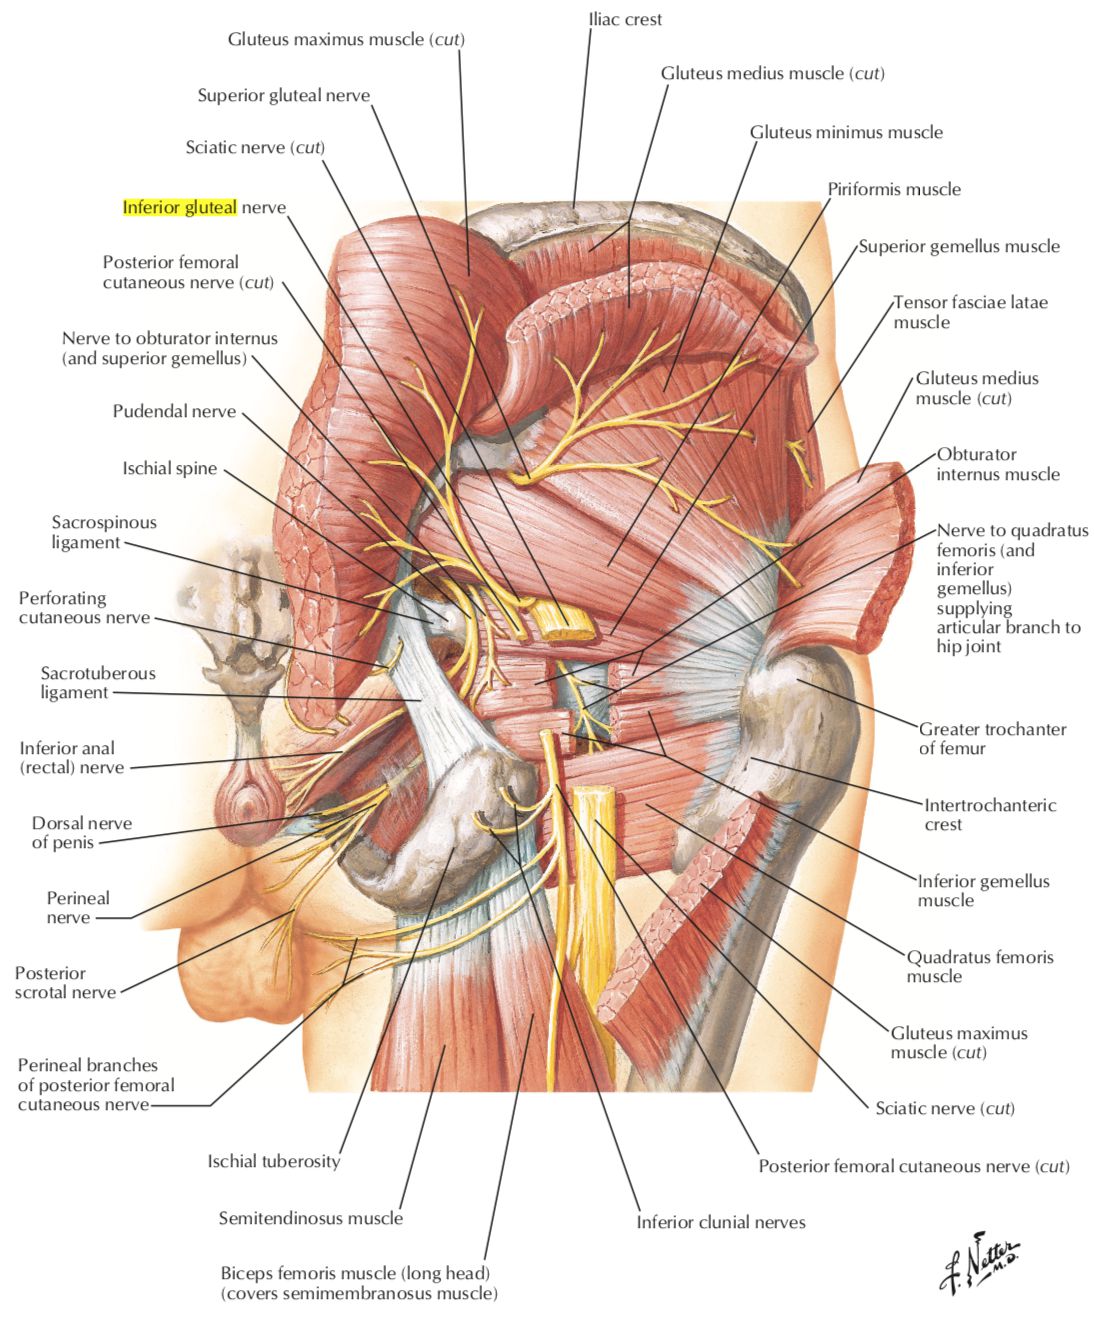 Iliac crest
Gluteus maximus muscle (cut)
Gluteus medius muscle (cut)
Superior gluteal nerve
Gluteus minimus muscle
Sciatic nerve (cut)
Piriformis muscle
Inferior gluteal nerve
Superior gemellus muscle
Posterior femoral
cutaneous nerve (cut)
Tensor fasciae latae
muscle
Nerve to obturator internus
(and superior gemellus)
Gluteus medius
muscle (cut)
Pudendal nerve
Obturator
internus muscle
Ischial spine
Sacrospinous
ligament
Nerve to quadratus
femoris (and
inferior
gemellus)
supplying
articular branch to
hip joint
Perforating
cutaneous nerve
Sacrotuberous
ligament
Greater trochanter
of femur
Inferior anal
(rectal) nerve
Intertrochanteric
crest
Dorsal nerve
of penis
Inferior gemellus
muscle
Perineal
nerve
Quadratus femoris
muscle
Posterior
scrotal nerve
Gluteus maximus
muscle (cut)
Perineal branches
of posterior femoral
cutaneous nerve
Sciatic nerve (cut)
Ischial tuberosity
Posterior femoral cutaneous nerve (cut)
Semitendinosus muscle
Inferior clunial nerves
Biceps femoris muscle (long head)
(covers semimembranosus muscle)
F. Netter
M.D.